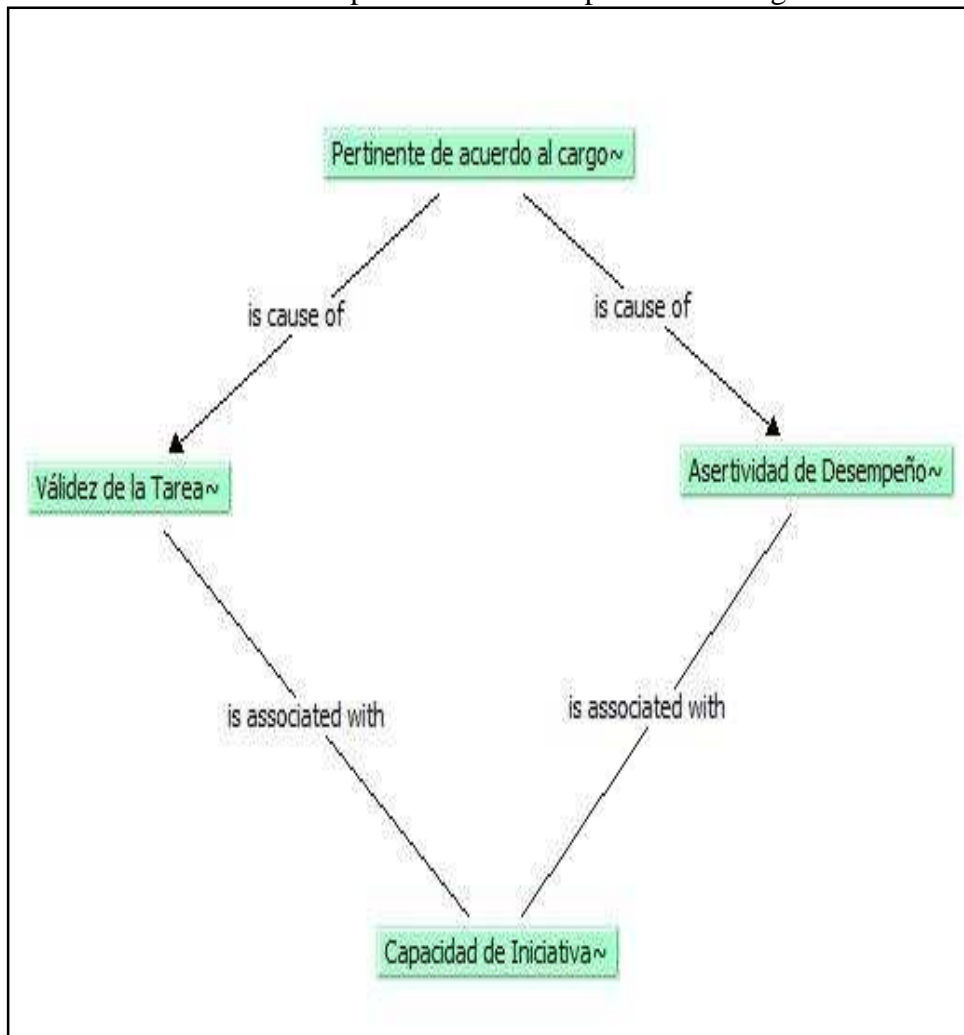 Pertinente de acuerdo al cargo~
is cause of
is cause of
Válidez de la Tarea~
Asertividad de Desempeño~
is associated with
is associated with
Capacidad de Iniciativa~